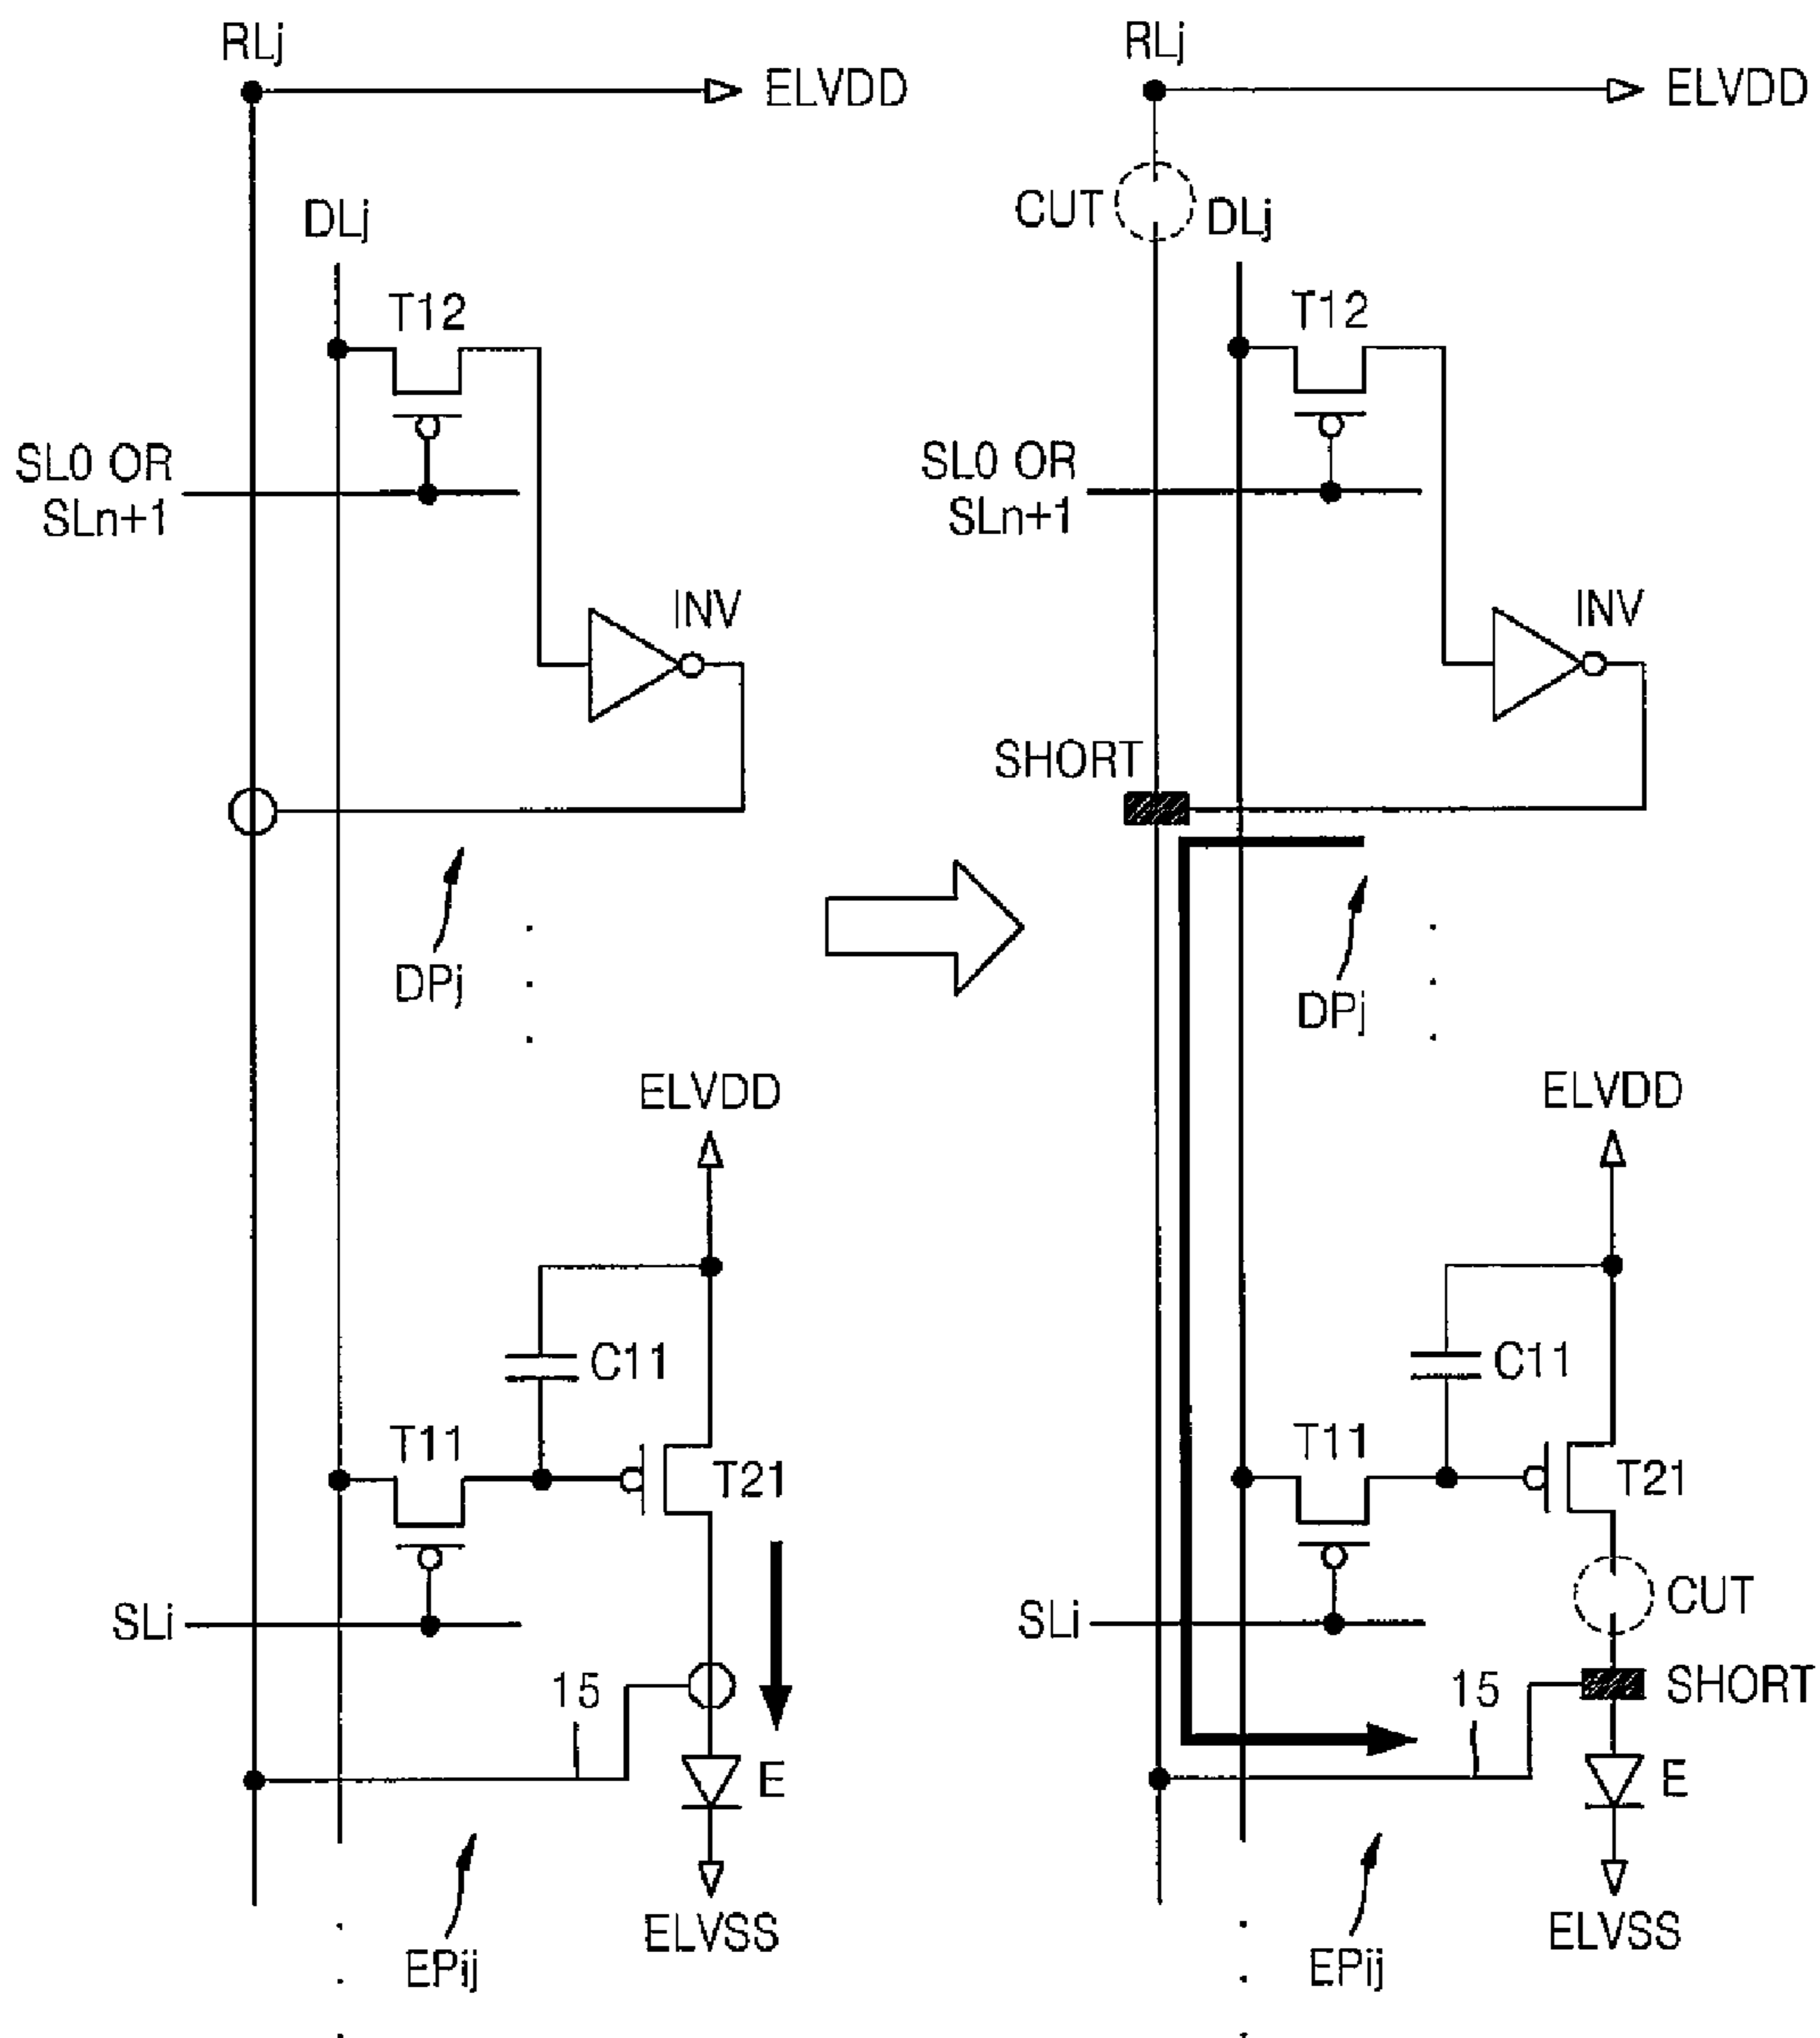 RLj
ELVDD
DLj
T12
SL0 OR
SLn+1
INV
DPj
ELVDD
C11
T11
T21
SLi
15
E
EPij
ELVSS
RLj
ELVDD
CUT
DLj
T12
SL0 OR
SLn+1
INV
SHORT
DPj
ELVDD
C11
T11
T21
CUT
SLi
15
SHORT
E
EPij
ELVSS